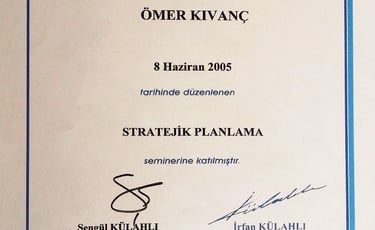 ÖMER KIVANÇ
8 Haziran 2005
tarihinde düzenlenen
STRATEJİK PLANLAMA
seminerine katılmıştır.
Şengül KÜLAHLI İrfan KÜLAHLI